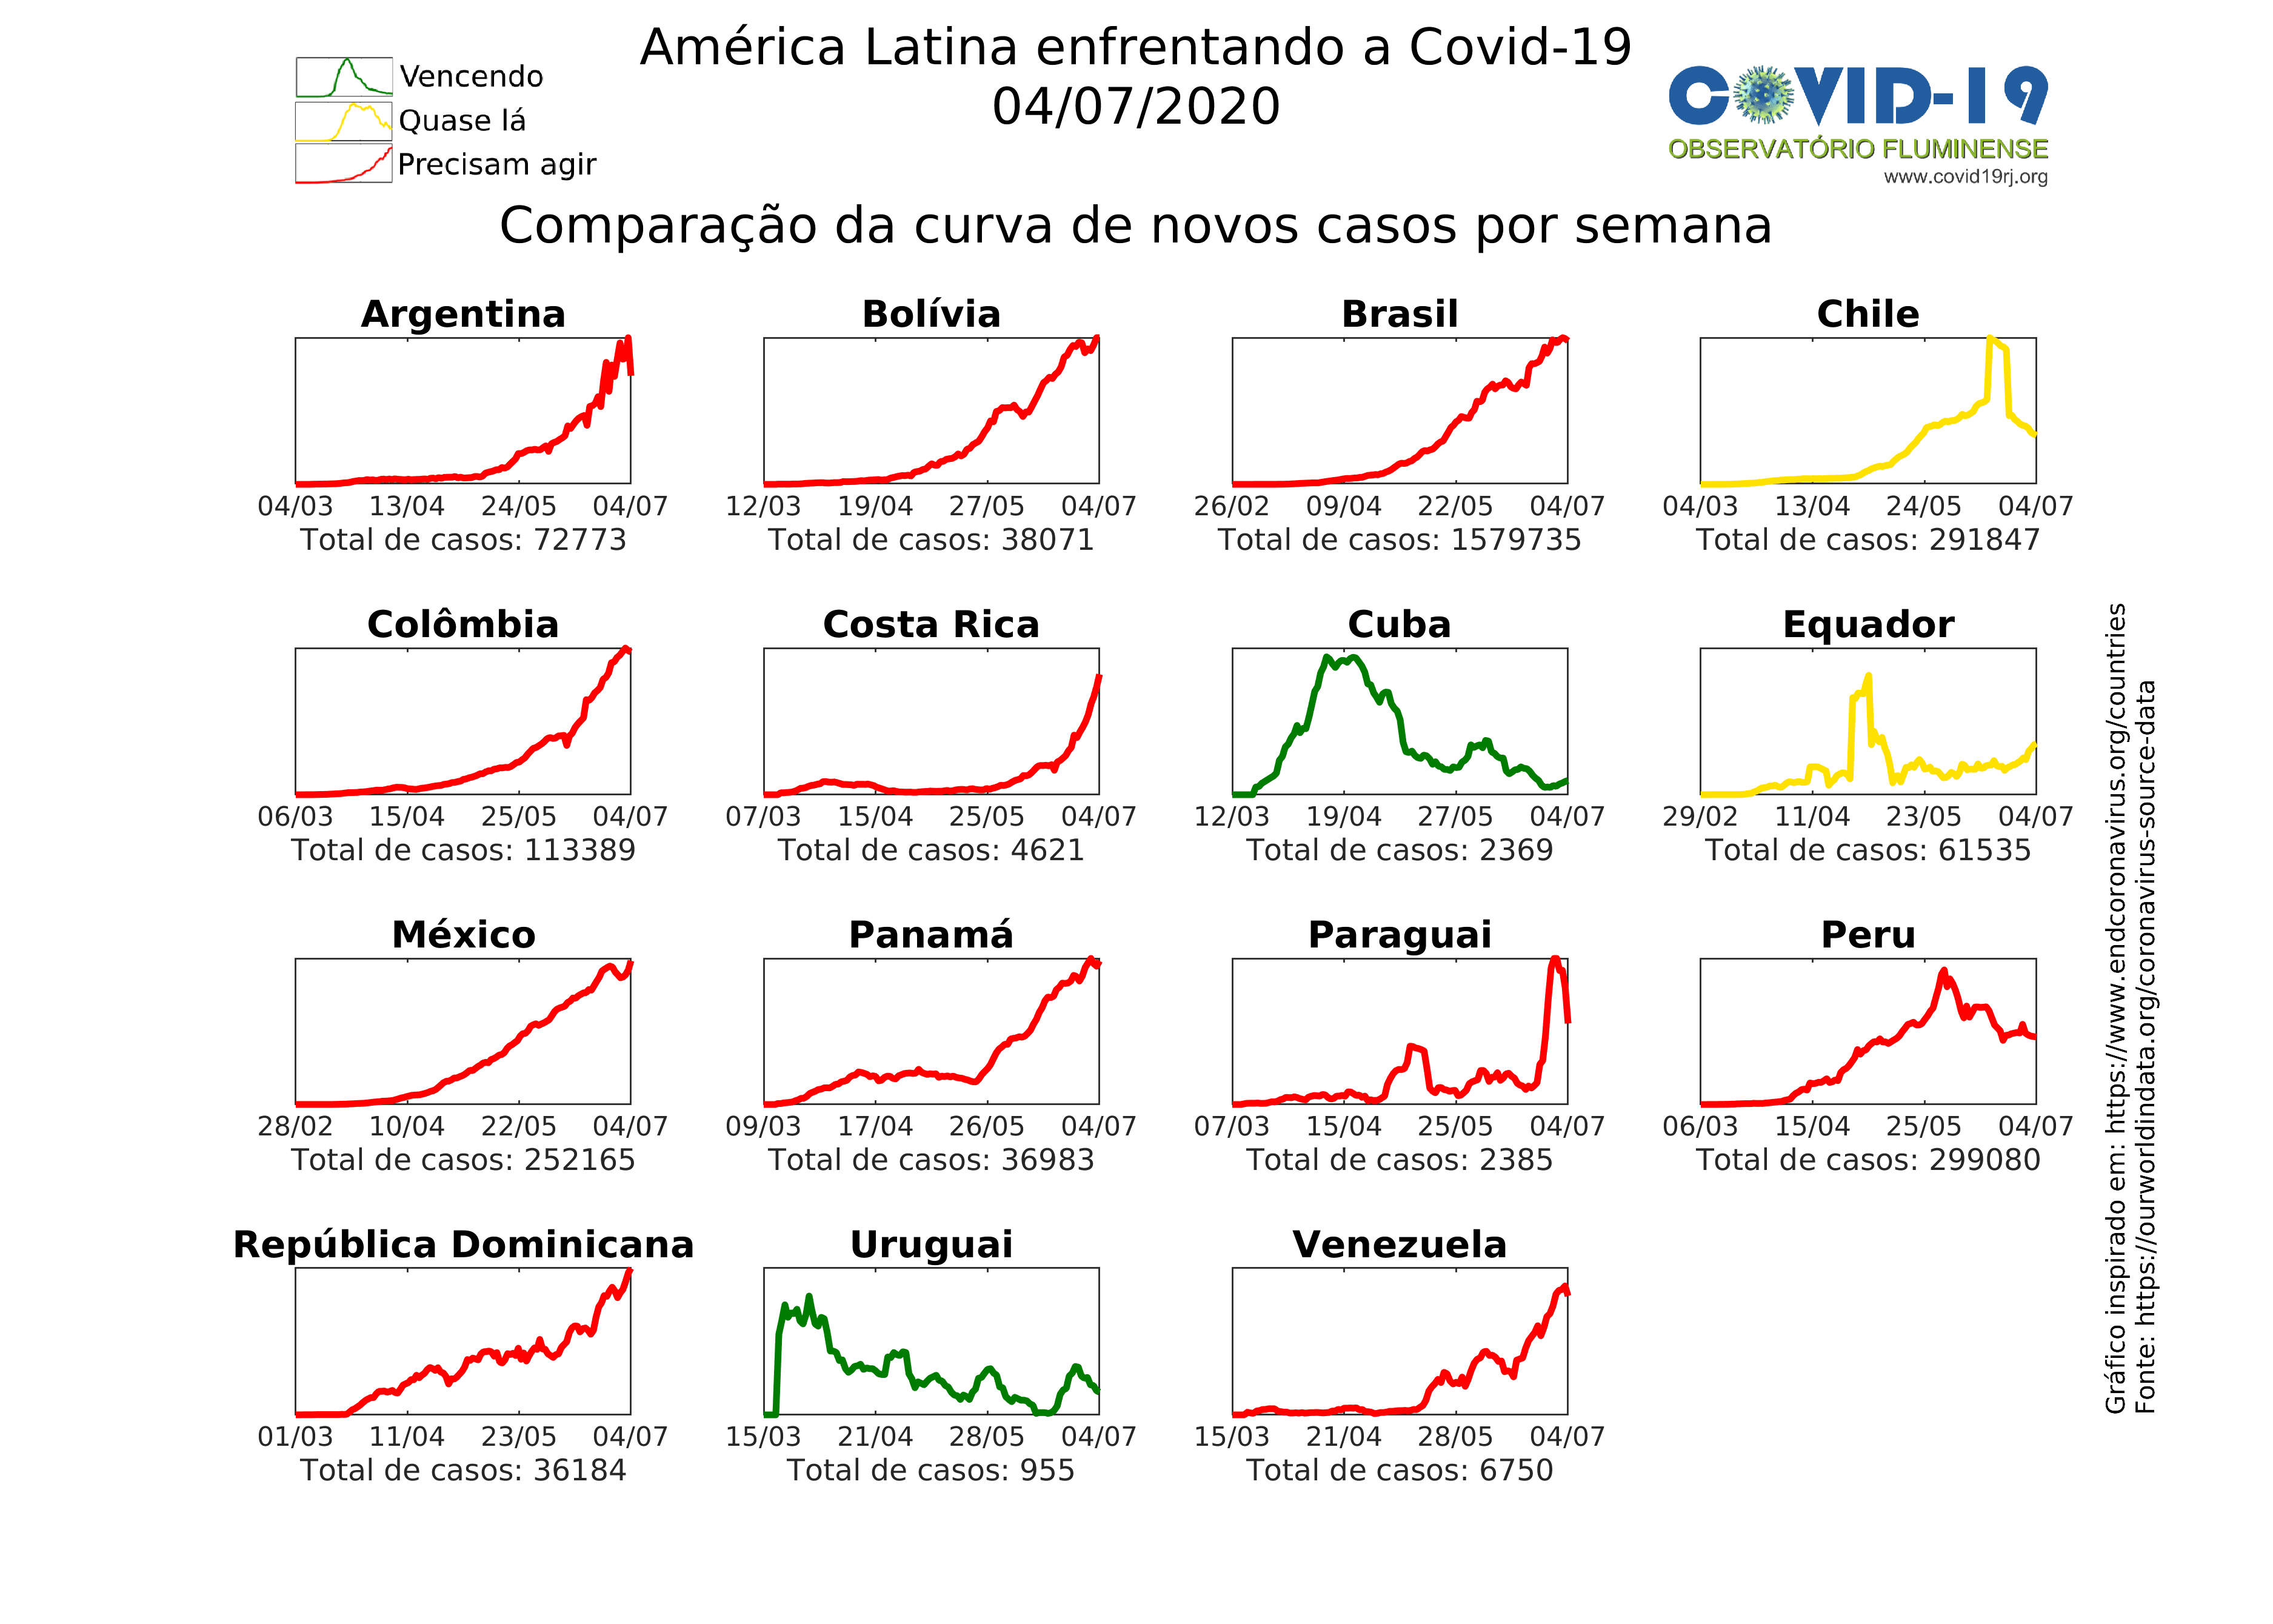 América Latina enfrentando a Covid-19
04/07/2020
Vencendo
Quase lá
Precisam agir
COVID-19
OBSERVATÓRIO FLUMINENSE
www.covid19rj.org
Comparação da curva de novos casos por semana
Argentina
04/03 13/04 24/05 04/07
Total de casos: 72773
Bolívia
12/03 19/04 27/05 04/07
Total de casos: 38071
Brasil
26/02 09/04 22/05 04/07
Total de casos: 1579735
Chile
04/03 13/04 24/05 04/07
Total de casos: 291847
Colômbia
06/03 15/04 25/05 04/07
Total de casos: 113389
Costa Rica
07/03 15/04 25/05 04/07
Total de casos: 4621
Cuba
12/03 19/04 27/05 04/07
Total de casos: 2369
Equador
29/02 11/04 23/05 04/07
Total de casos: 61535
México
28/02 10/04 22/05 04/07
Total de casos: 252165
Panamá
09/03 17/04 26/05 04/07
Total de casos: 36983
Paraguai
07/03 15/04 25/05 04/07
Total de casos: 2385
Peru
06/03 15/04 25/05 04/07
Total de casos: 299080
República Dominicana
01/03 11/04 23/05 04/07
Total de casos: 36184
Uruguai
15/03 21/04 28/05 04/07
Total de casos: 955
Venezuela
15/03 21/04 28/05 04/07
Total de casos: 6750
Gráfico inspirado em: https://www.endcoronavirus.org/countries
Fonte: https://ourworldindata.org/coronavirus-source-data